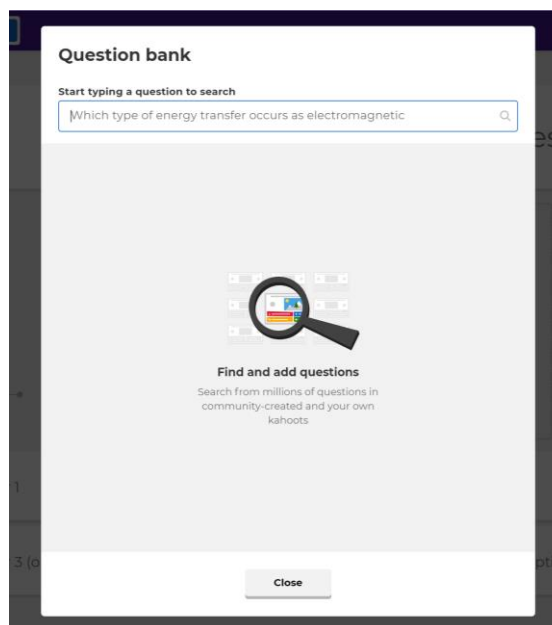 Question bank
Start typing a question to search
Which type of energy transfer occurs as electromagnetic
Find and add questions
Search from millions of questions in
community-created and your own
kahoots
3 (o
Close